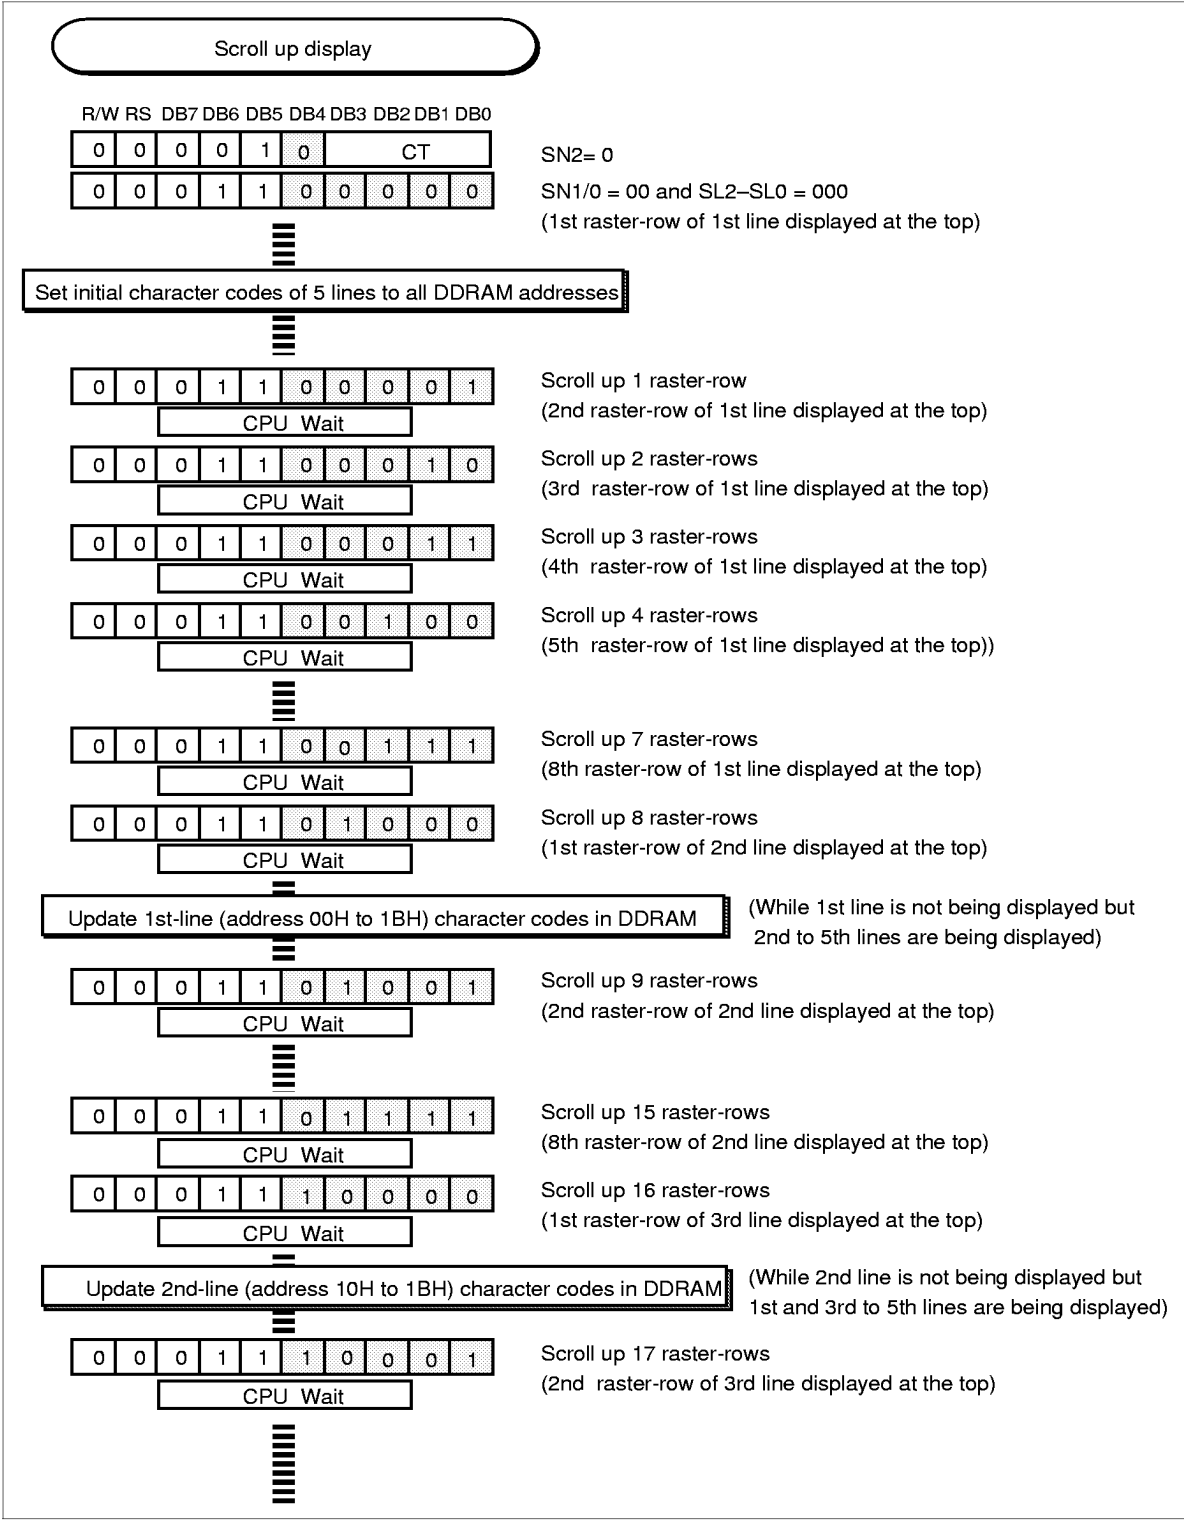 Scroll up display
R/W RS DB7 DB6 DB5 DB4 DB3 DB2 DB1 DB0
0 0 0 0 1 0 CT
SN2= 0
0 0 0 1 1 0 0 0 0 0
SN1/0 = 00 and SL2–SL0 = 000
(1st raster-row of 1st line displayed at the top)
Set initial character codes of 5 lines to all DDRAM addresses
0 0 0 1 1 0 0 0 0 1
Scroll up 1 raster-row
(2nd raster-row of 1st line displayed at the top)
CPU Wait
0 0 0 1 1 0 0 0 1 0
Scroll up 2 raster-rows
(3rd raster-row of 1st line displayed at the top)
CPU Wait
0 0 0 1 1 0 0 0 1 1
Scroll up 3 raster-rows
(4th raster-row of 1st line displayed at the top)
CPU Wait
0 0 0 1 1 0 0 1 0 0
Scroll up 4 raster-rows
(5th raster-row of 1st line displayed at the top))
CPU Wait
0 0 0 1 1 0 0 1 1 1
Scroll up 7 raster-rows
(8th raster-row of 1st line displayed at the top)
CPU Wait
0 0 0 1 1 0 1 0 0 0
Scroll up 8 raster-rows
(1st raster-row of 2nd line displayed at the top)
CPU Wait
Update 1st-line (address 00H to 1BH) character codes in DDRAM
(While 1st line is not being displayed but
2nd to 5th lines are being displayed)
0 0 0 1 1 0 1 0 0 1
Scroll up 9 raster-rows
(2nd raster-row of 2nd line displayed at the top)
CPU Wait
0 0 0 1 1 0 1 1 1 1
Scroll up 15 raster-rows
(8th raster-row of 2nd line displayed at the top)
CPU Wait
0 0 0 1 1 1 0 0 0 0
Scroll up 16 raster-rows
(1st raster-row of 3rd line displayed at the top)
CPU Wait
Update 2nd-line (address 10H to 1BH) character codes in DDRAM
(While 2nd line is not being displayed but
1st and 3rd to 5th lines are being displayed)
0 0 0 1 1 1 0 0 0 1
Scroll up 17 raster-rows
(2nd raster-row of 3rd line displayed at the top)
CPU Wait